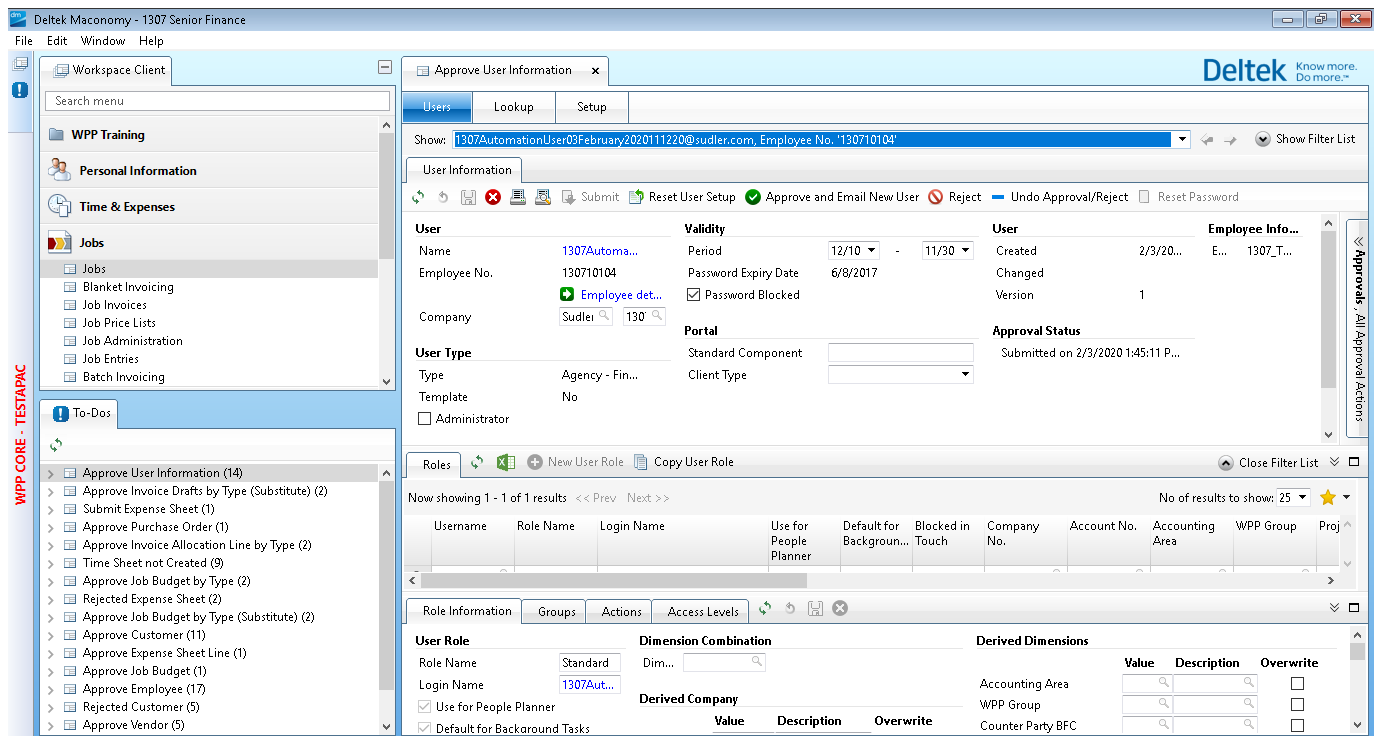 Deltek Maconomy - 1307 Senior Finance
File Edit Window Help
Workspace Client
Search menu
WPP Training
Personal Information
Time & Expenses
Jobs
Jobs
Blanket Invoicing
Job Invoices
Job Price Lists
Job Administration
Job Entries
Batch Invoicing
WPP CORE - TESTAPAC
To-Dos
Approve User Information (14)
Approve Invoice Drafts by Type (Substitute) (2)
Submit Expense Sheet (1)
Approve Purchase Order (1)
Approve Invoice Allocation Line by Type (2)
Time Sheet not Created (9)
Approve Job Budget by Type (2)
Rejected Expense Sheet (2)
Approve Job Budget by Type (Substitute) (2)
Approve Customer (11)
Approve Expense Sheet Line (1)
Approve Job Budget (1)
Approve Employee (17)
Rejected Customer (5)
Approve Vendor (5)
Approve User Information
Deltek Know more. Do more.™
Users Lookup Setup
Show: 1307AutomationUser03February2020111220@sudler.com, Employee No. '130710104' Show Filter List
User Information
Submit Reset User Setup Approve and Email New User Reject Undo Approval/Reject Reset Password
User Validity User Employee Info...
Name 1307Automa... Period 12/10 - 11/30 Created 2/3/20... E... 1307_T...
Employee No. 130710104 Password Expiry Date 6/8/2017 Changed
Employee det... Password Blocked Version 1
Company Sudler 130
Portal Approval Status
User Type Standard Component Submitted on 2/3/2020 1:45:11 P...
Type Agency - Fin... Client Type
Template No
Administrator
Approvals, All Approval Actions
Roles New User Role Copy User Role Close Filter List
Now showing 1 - 1 of 1 results << Prev Next >> No of results to show: 25
Username Role Name Login Name Use for People Planner Default for Backgroun... Blocked in Touch Company No. Account No. Accounting Area WPP Group Proj
Role Information Groups Actions Access Levels
User Role Dimension Combination Derived Dimensions
Role Name Standard Dim... Value Description Overwrite
Login Name 1307Aut... Accounting Area
Use for People Planner Derived Company WPP Group
Default for Background Tasks Value Description Overwrite Counter Party BFC